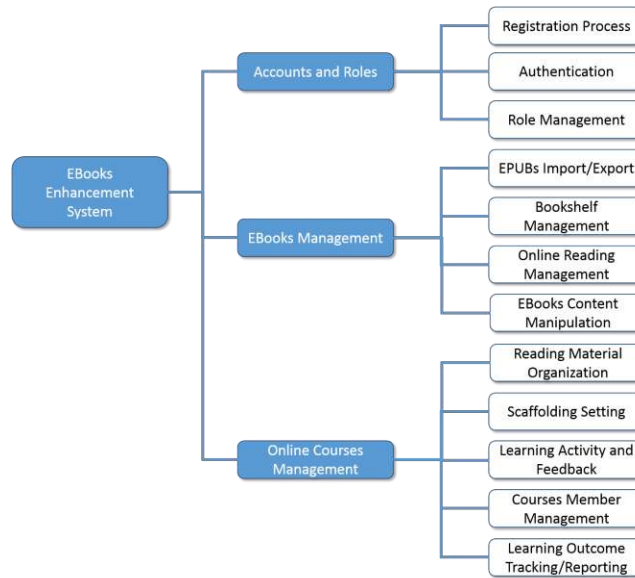 EBooks
Enhancement
System
Accounts and Roles
Registration Process
Authentication
Role Management
EBooks Management
EPUBs Import/Export
Bookshelf
Management
Online Reading
Management
EBooks Content
Manipulation
Online Courses
Management
Reading Material
Organization
Scaffolding Setting
Learning Activity and
Feedback
Courses Member
Management
Learning Outcome
Tracking/Reporting